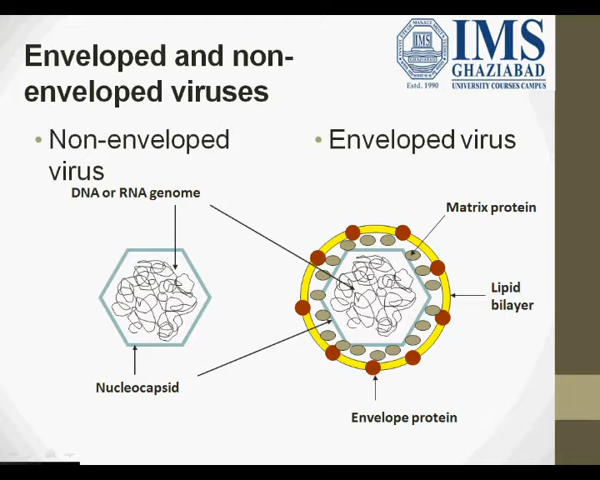 Enveloped and non-
enveloped viruses
IMS
IMS
GHAZIABAD
Estd. 1990
UNIVERSITY COURSES CAMPUS
• Non-enveloped
virus
• Enveloped virus
DNA or RNA genome
Matrix protein
Lipid
bilayer
Nucleocapsid
Envelope protein